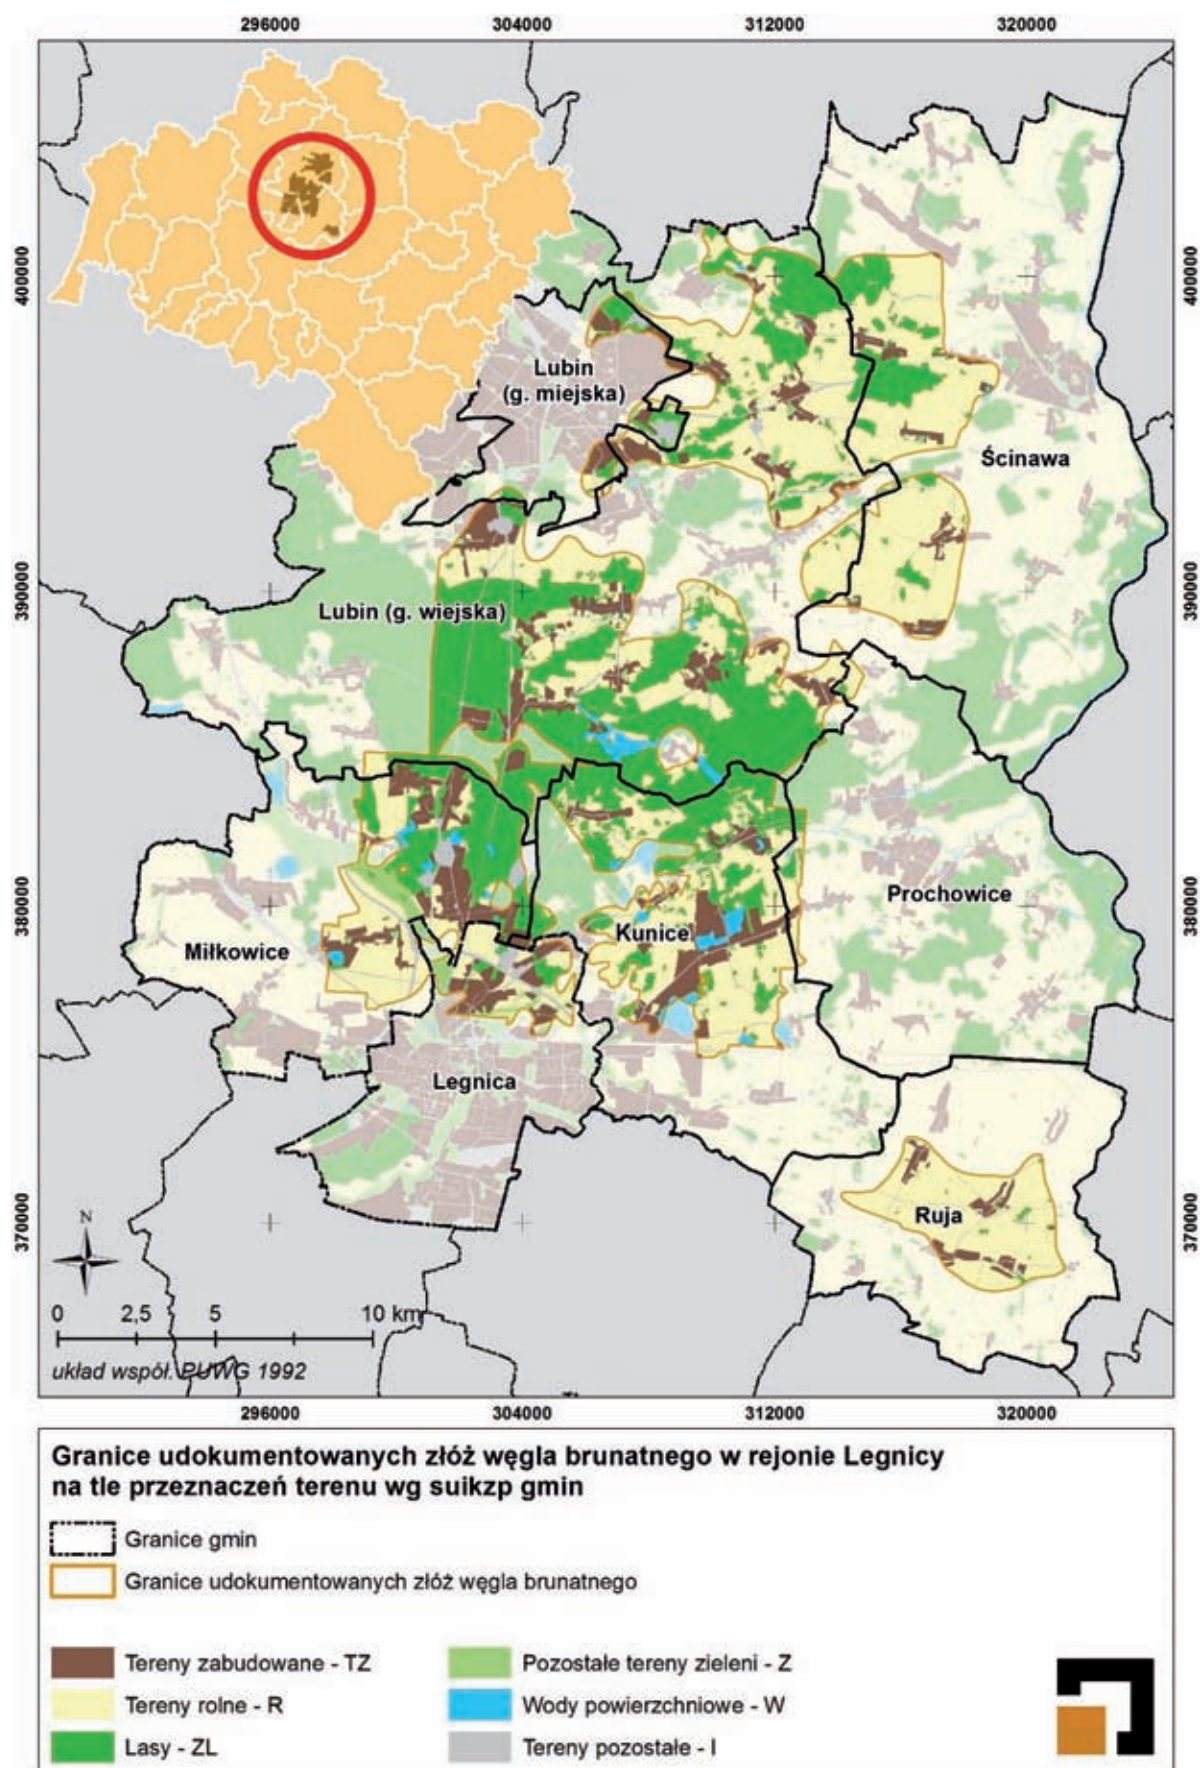 296000 304000 312000 320000
400000
400000
Lubin
(g. miejska)
Ścinawa
390000
390000
Lubin (g. wiejska)
380000
380000
Prochowice
Kunice
Miłkowice
Legnica
Ruja
370000
370000
N
0 2,5 5 10 km
układ współ. PUWG 1992
296000 304000 312000 320000
Granice udokumentowanych złóż węgla brunatnego w rejonie Legnicy
na tle przeznaczeń terenu wg suikzp gmin
Granice gmin
Granice udokumentowanych złóż węgla brunatnego
Tereny zabudowane - TZ
Pozostałe tereny zieleni - Z
Tereny rolne - R
Wody powierzchniowe - W
Lasy - ZL
Tereny pozostałe - I